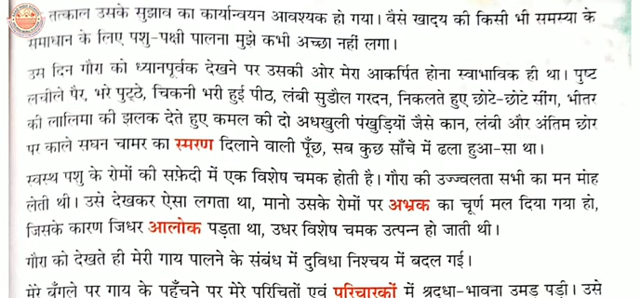 तत्काल उसके सुझाव का कार्यान्वयन आवश्यक हो गया। वैसे खाद्य की किसी भी समस्या के
समाधान के लिए पशु-पक्षी पालना मुझे कभी अच्छा नहीं लगा।
उस दिन गौरा को ध्यानपूर्वक देखने पर उसकी ओर मेरा आकर्षित होना स्वाभाविक ही था। पुष्ट
लचीले पैर, भरे पुट्ठे, चिकनी भरी हुई पीठ, लंबी सुडौल गरदन, निकलते हुए छोटे-छोटे सींग, भीतर
की लालिमा की झलक देते हुए कमल की दो अधखुली पंखुड़ियों जैसे कान, लंबी और अंतिम छोर
पर काले सघन चामर का स्मरण दिलाने वाली पूँछ, सब कुछ साँचे में ढला हुआ-सा था।
स्वस्थ पशु के रोमों की सफ़ेदी में एक विशेष चमक होती है। गौरा की उज्ज्वलता सभी का मन मोह
लेती थी। उसे देखकर ऐसा लगता था, मानो उसके रोमों पर अभ्रक का चूर्ण मल दिया गया हो,
जिसके कारण जिधर आलोक पड़ता था, उधर विशेष चमक उत्पन्न हो जाती थी।
गौरा को देखते ही मेरी गाय पालने के संबंध में दुविधा निश्चय में बदल गई।
मेरे बँगले पर गाय के पहुँचने पर मेरे परिचितों एवं परिचारकों में श्रद्धा-भावना उमड़ पड़ी। उसे